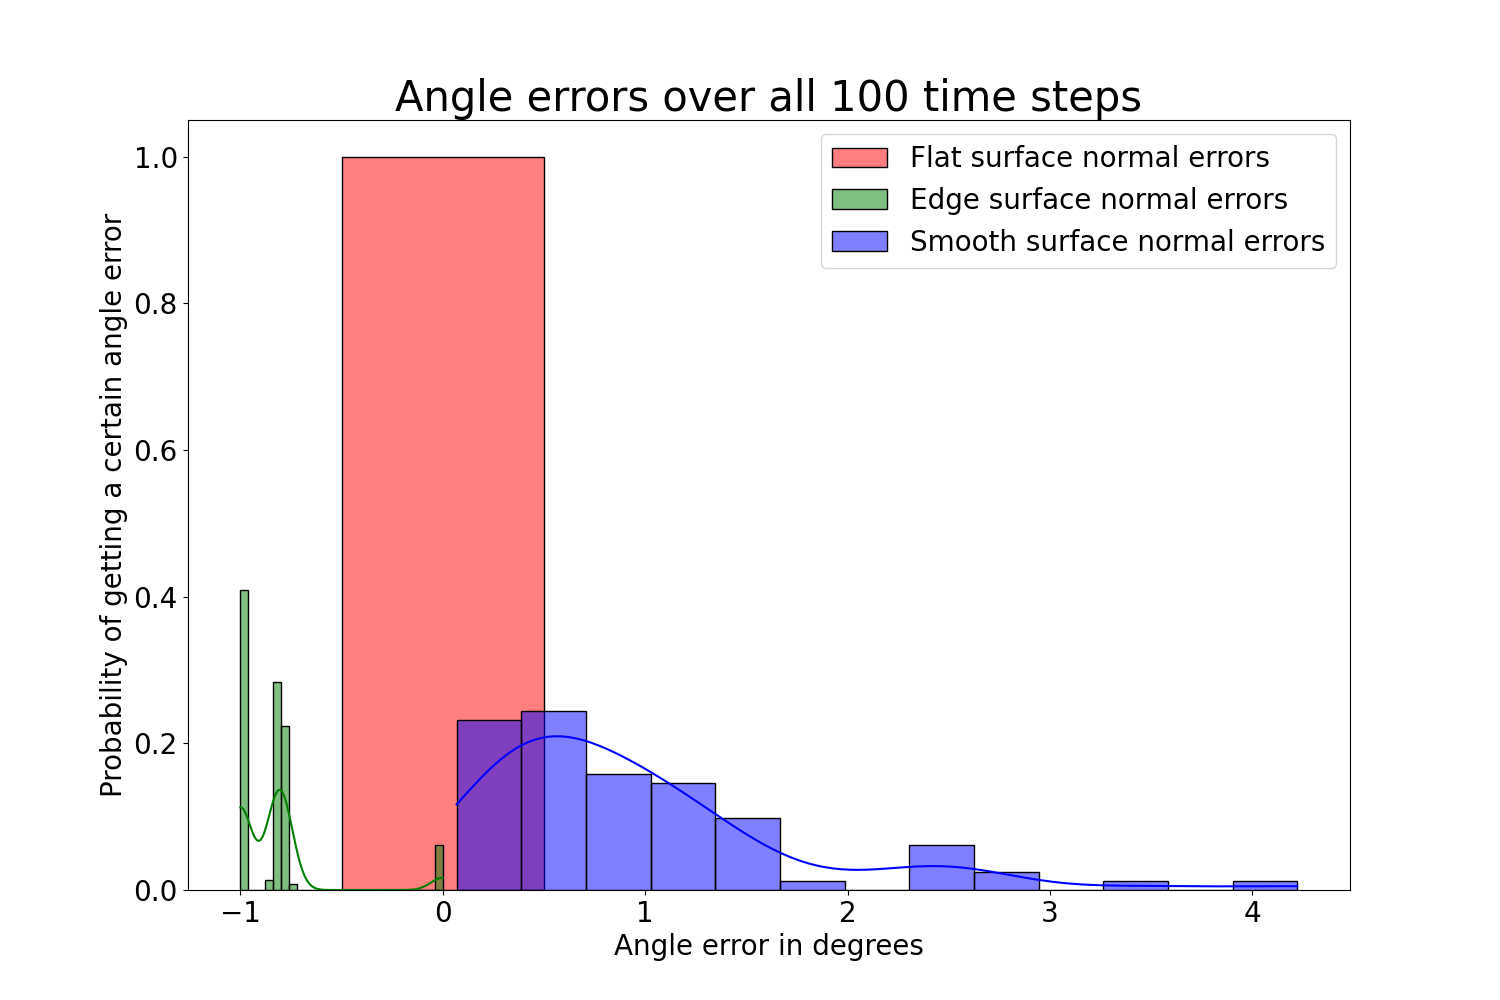 Angle errors over all 100 time steps
Flat surface normal errors
Edge surface normal errors
Smooth surface normal errors
Probability of getting a certain angle error
1.0
0.8
0.6
0.4
0.2
0.0
−1 0 1 2 3 4
Angle error in degrees